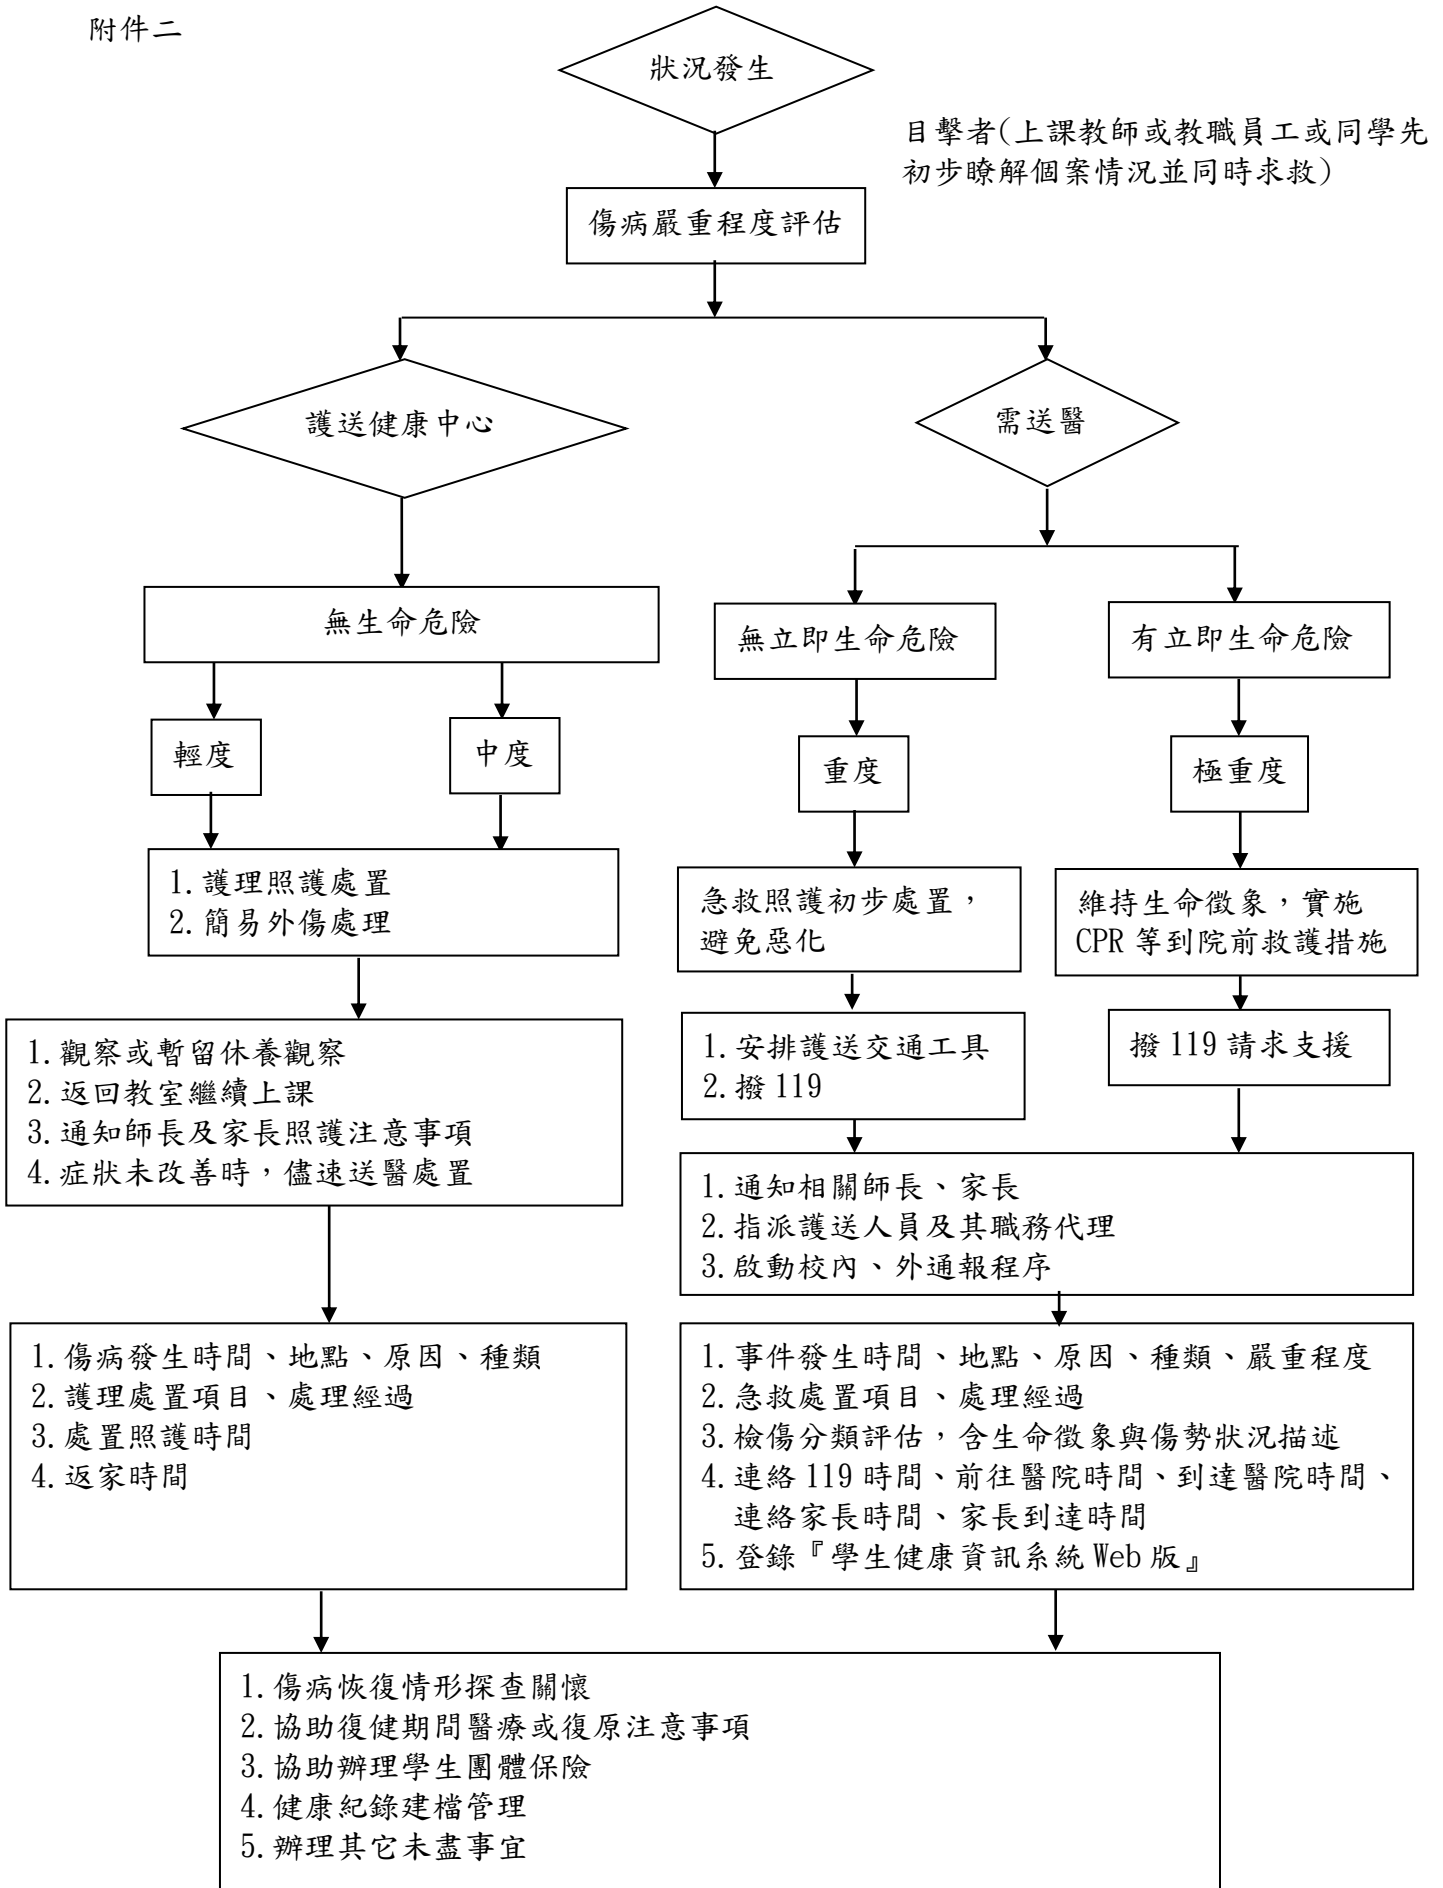 附件二
狀況發生
目擊者(上課教師或教職員工或同學先
初步瞭解個案情況並同時求救)
傷病嚴重程度評估
護送健康中心
需送醫
無生命危險
無立即生命危險
有立即生命危險
輕度
中度
重度
極重度
1.護理照護處置
2.簡易外傷處理
急救照護初步處置，
避免惡化
維持生命徵象，實施
CPR 等到院前救護措施
1.觀察或暫留休養觀察
2.返回教室繼續上課
3.通知師長及家長照護注意事項
4.症狀未改善時，儘速送醫處置
1.安排護送交通工具
2.撥 119
撥 119 請求支援
1.通知相關師長、家長
2.指派護送人員及其職務代理
3.啟動校內、外通報程序
1.傷病發生時間、地點、原因、種類
2.護理處置項目、處理經過
3.處置照護時間
4.返家時間
1.事件發生時間、地點、原因、種類、嚴重程度
2.急救處置項目、處理經過
3.檢傷分類評估，含生命徵象與傷勢狀況描述
4.連絡 119 時間、前往醫院時間、到達醫院時間、
連絡家長時間、家長到達時間
5.登錄『學生健康資訊系統 Web 版』
1.傷病恢復情形探查關懷
2.協助復健期間醫療或復原注意事項
3.協助辦理學生團體保險
4.健康紀錄建檔管理
5.辦理其它未盡事宜